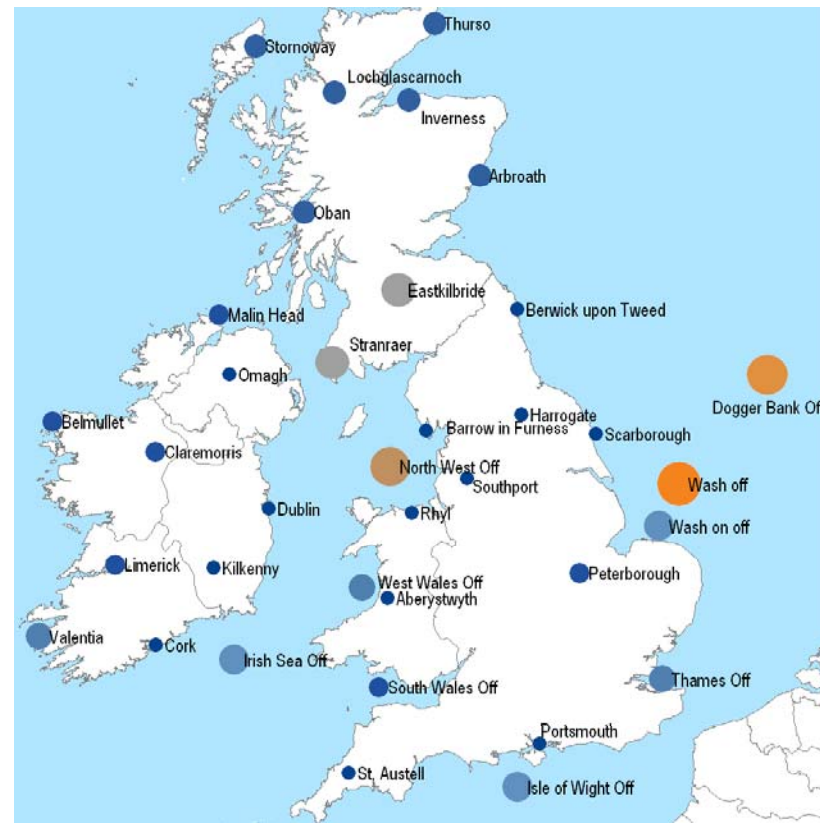 Thurso
Stornoway
Lochglascarnoch
Inverness
Arbroath
Oban
Eastkilbride
Berwick upon Tweed
Malin Head
Stranraer
Omagh
Dogger Bank Of
Belmullet
Harrogate
Barrow in Furness
Scarborough
Claremorris
North West Off
Southport
Wash off
Dublin
Rhyl
Wash on off
Limerick
Kilkenny
Peterborough
West Wales Off
Aberystwyth
Valentia
Cork
Irish Sea Off
Thames Off
South Wales Off
Portsmouth
St. Austell
Isle of Wight Off